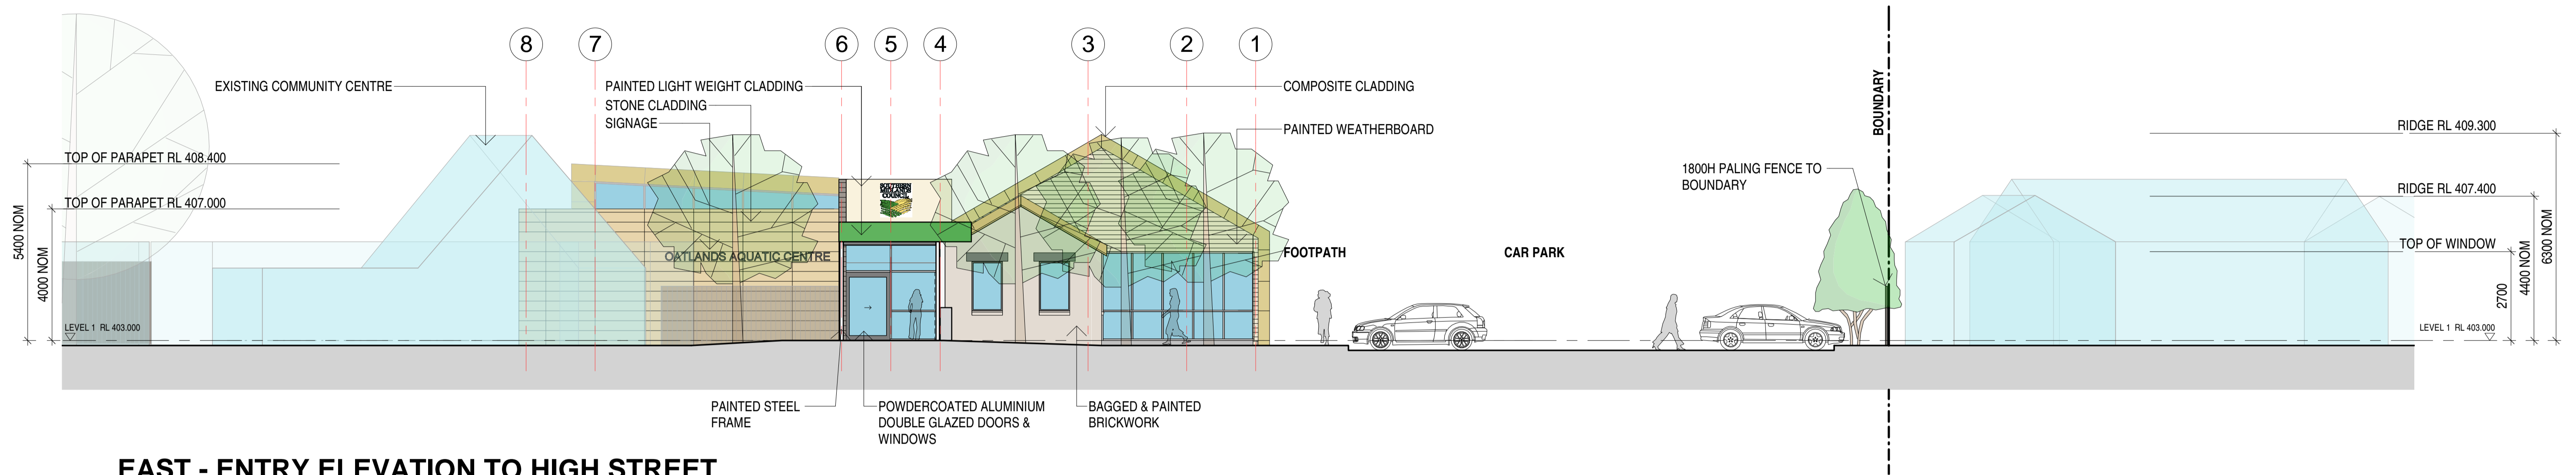 8
7
6
5
4
3
2
1
EXISTING COMMUNITY CENTRE
PAINTED LIGHT WEIGHT CLADDING
STONE CLADDING
SIGNAGE
COMPOSITE CLADDING
PAINTED WEATHERBOARD
BOUNDARY
1800H PALING FENCE TO
BOUNDARY
TOP OF PARAPET RL 408.400
TOP OF PARAPET RL 407.000
5400 NOM
4000 NOM
LEVEL 1 RL 403.000
SOUTHERN
MIDLANDS
COUNCIL
OATLANDS AQUATIC CENTRE
FOOTPATH
CAR PARK
RIDGE RL 409.300
RIDGE RL 407.400
TOP OF WINDOW
LEVEL 1 RL 403.000
2700
4400 NOM
6300 NOM
PAINTED STEEL
FRAME
POWDERCOATED ALUMINIUM
DOUBLE GLAZED DOORS &
WINDOWS
BAGGED & PAINTED
BRICKWORK
EAST - ENTRY ELEVATION TO HIGH STREET